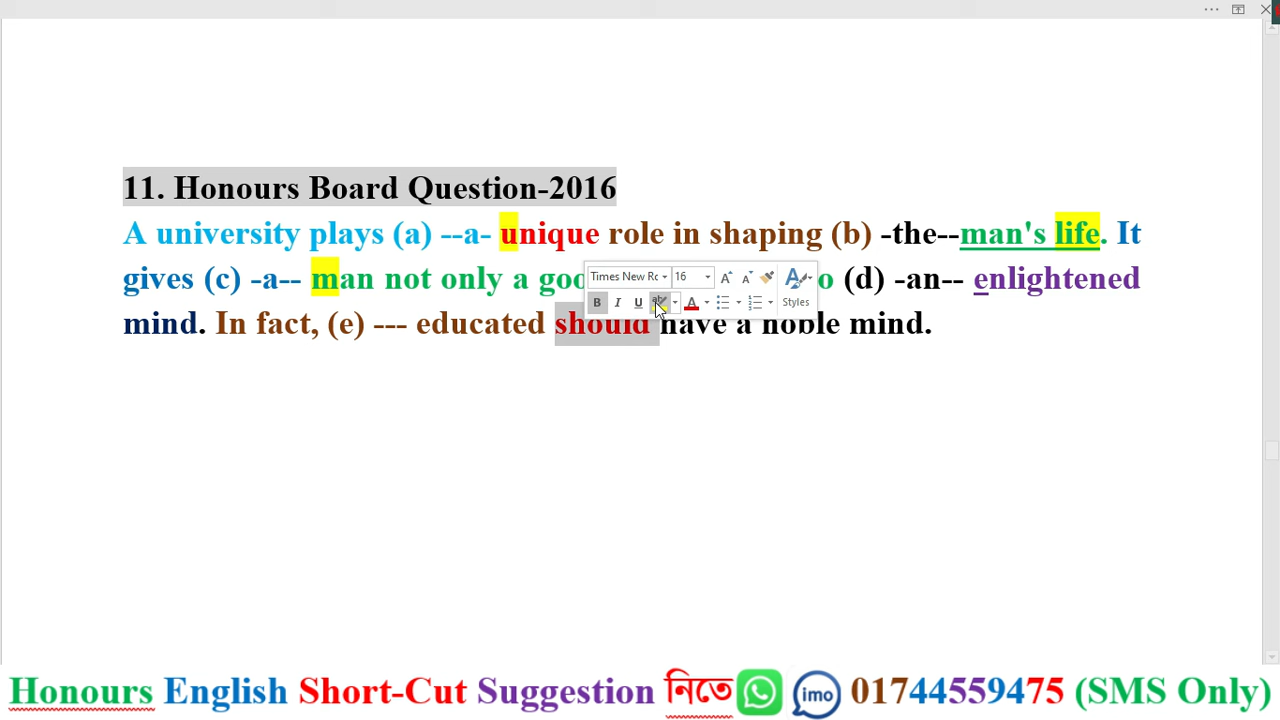 11. Honours Board Question-2016
A university plays (a) --a- unique role in shaping (b) -the--man's life. It
gives (c) -a-- man not only a goo o (d) -an-- enlightened
Times New Rc 16
B I U A Styles
mind. In fact, (e) --- educated should have a noble mind.
Honours English Short-Cut Suggestion নিতে imo 01744559475 (SMS Only)